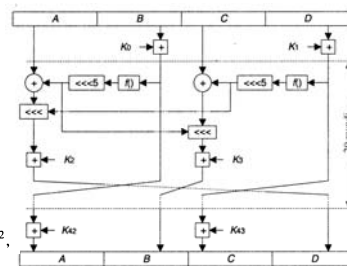 A B C D
K0 K1
<<<5 f() <<<5 f()
<<<
<<<
K2 K3
2,
K42 K43
A B C D